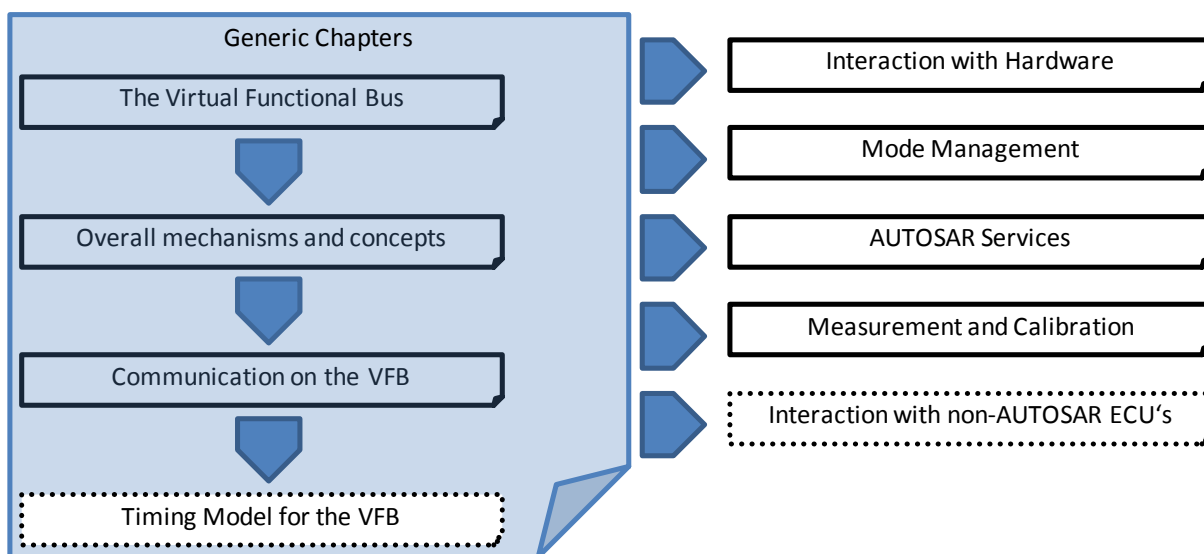 Generic Chapters
The Virtual Functional Bus
Overall mechanisms and concepts
Communication on the VFB
Timing Model for the VFB
Interaction with Hardware
Mode Management
AUTOSAR Services
Measurement and Calibration
Interaction with non-AUTOSAR ECU‘s